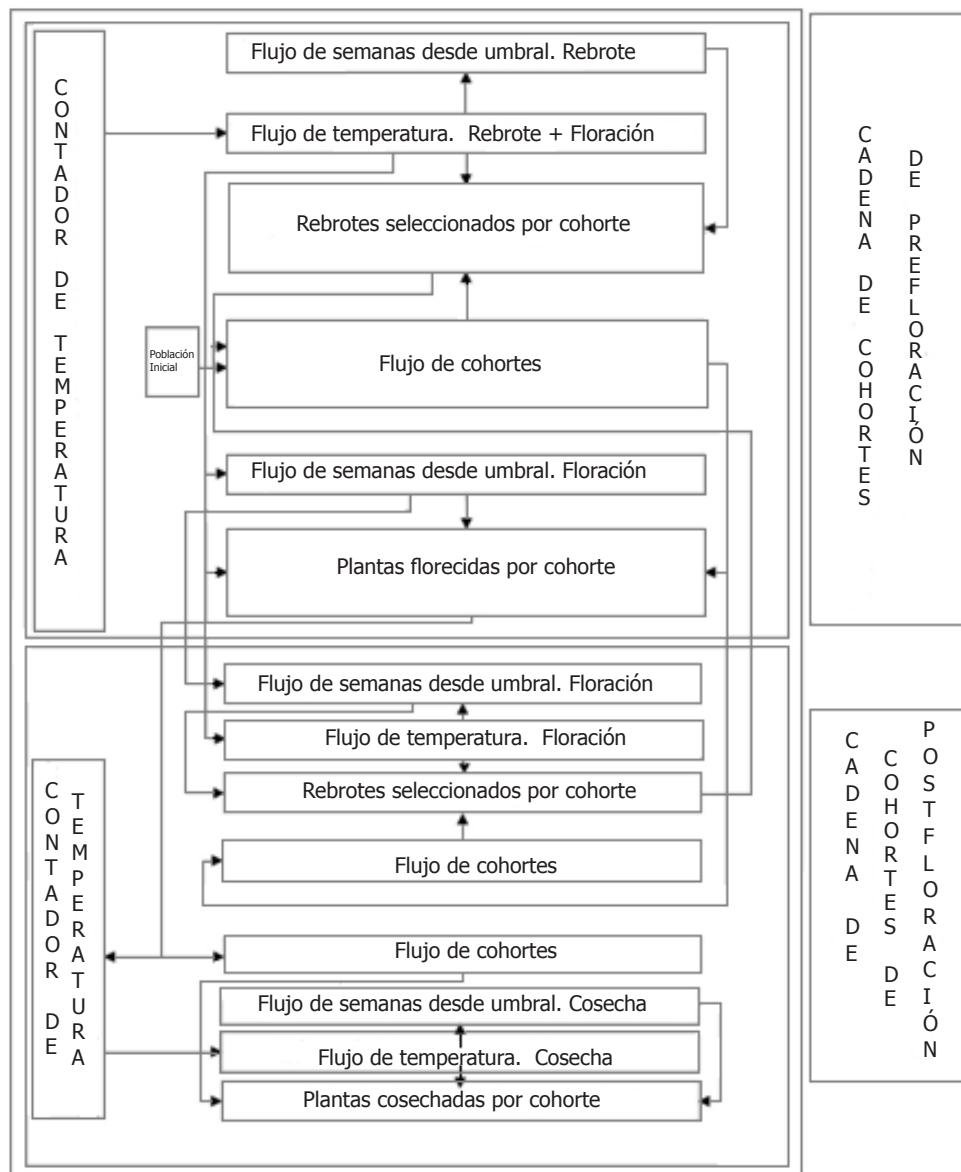 CONTADOR DE TEMPERATURA
Flujo de semanas desde umbral. Rebrote
Flujo de temperatura. Rebrote + Floración
Rebrotes seleccionados por cohorte
Población
Inicial
Flujo de cohortes
Flujo de semanas desde umbral. Floración
Plantas florecidas por cohorte
CADENA DE COHORTES
DE PREFLORACIÓN
CONTADOR DE
TEMPERATURA
Flujo de semanas desde umbral. Floración
Flujo de temperatura. Floración
Rebrotes seleccionados por cohorte
Flujo de cohortes
Flujo de cohortes
Flujo de semanas desde umbral. Cosecha
Flujo de temperatura. Cosecha
Plantas cosechadas por cohorte
CADENA DE
COHORTES DE
POSTFLORACIÓN